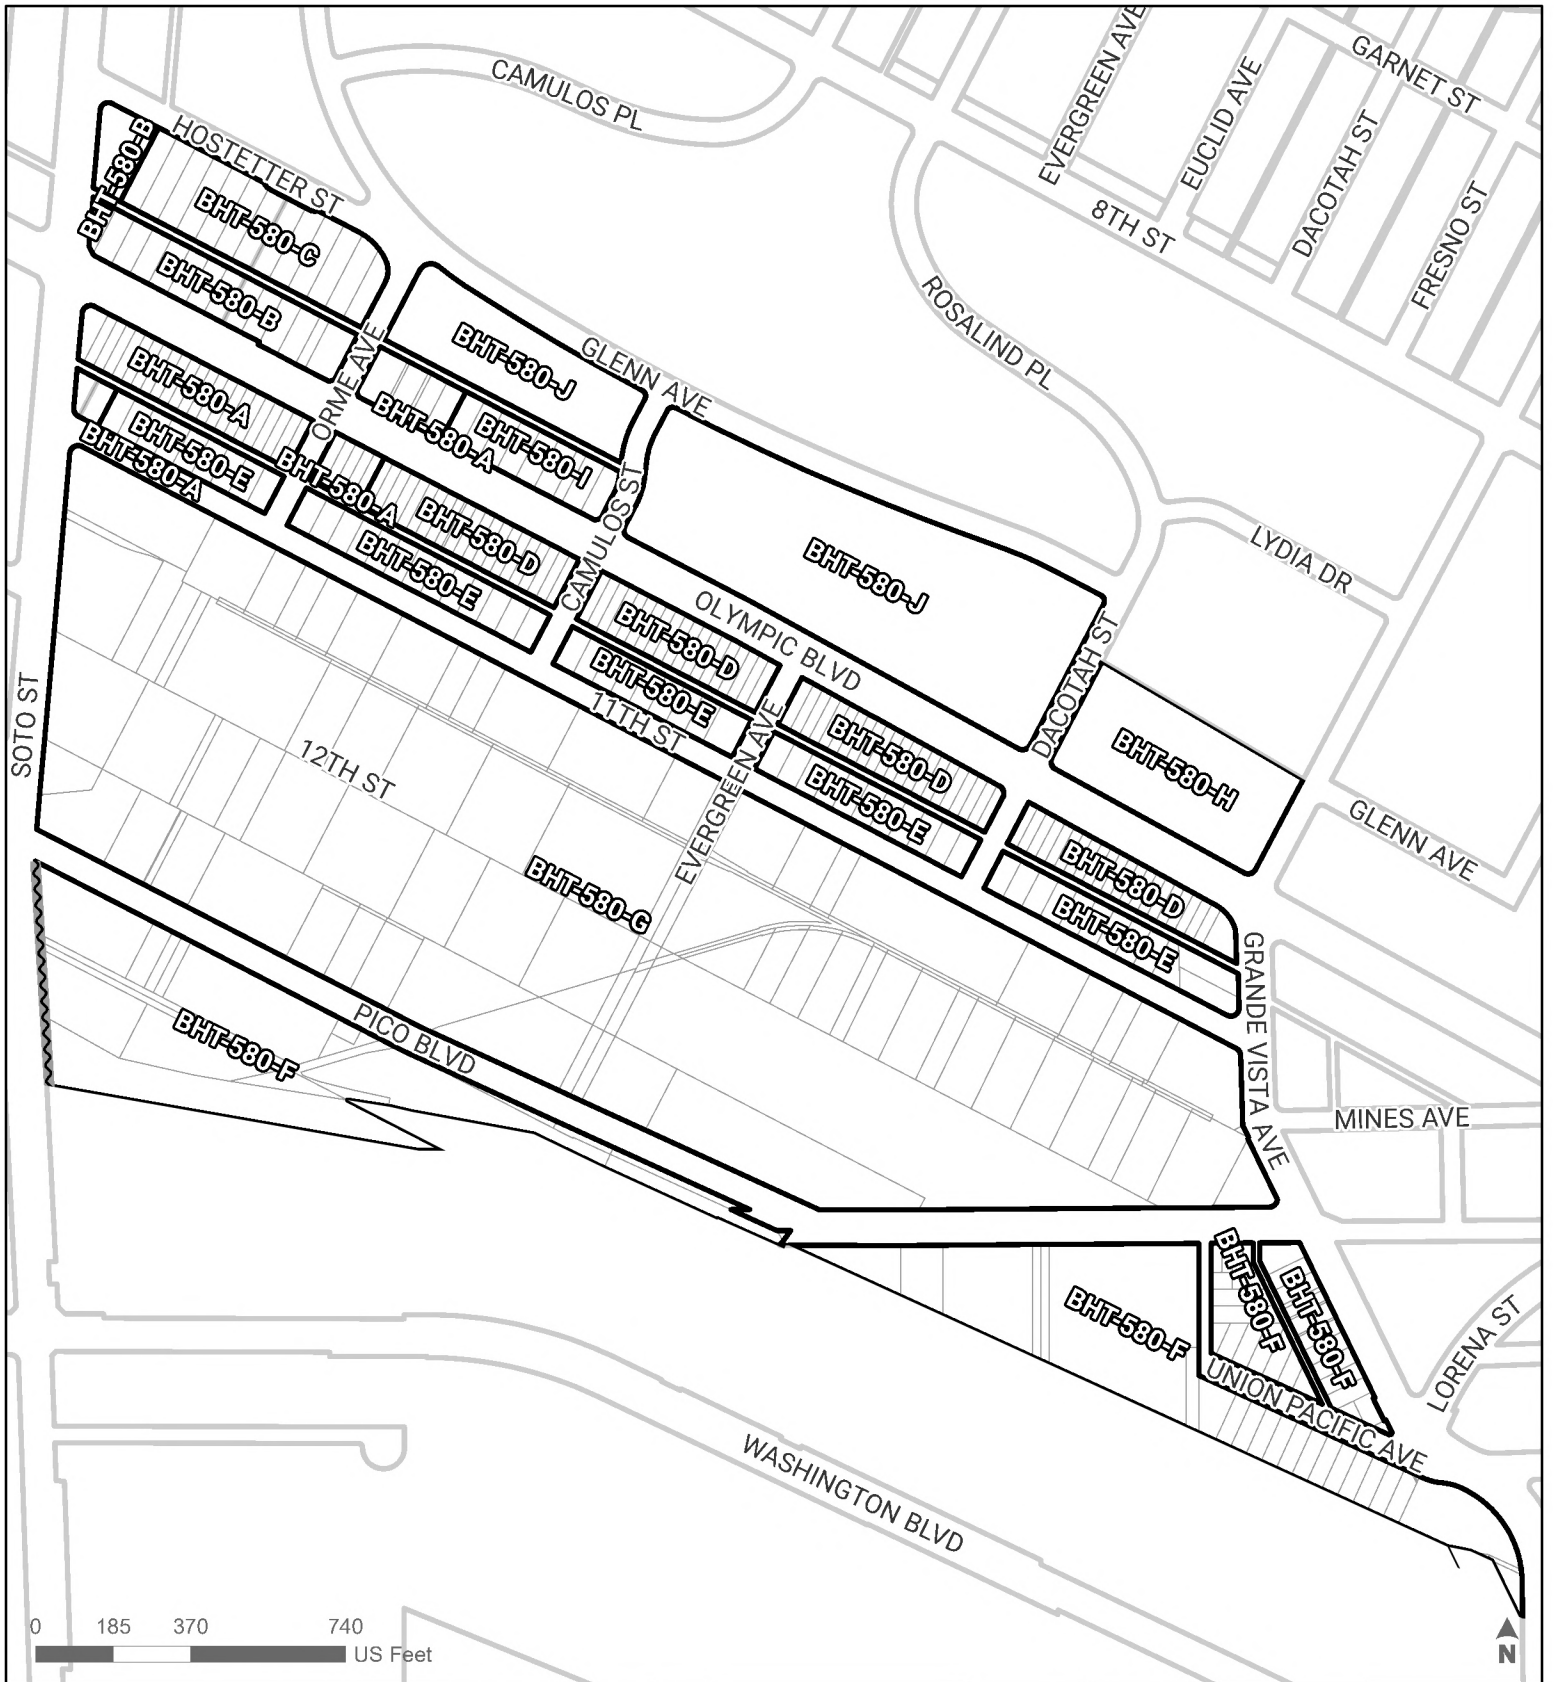 EVERGREEN AVE
GARNET ST
CAMULOS PL
EUCLID AVE
DACOTAH ST
HOSTETTER ST
BHT-580-B
BHT-580-C
8TH ST
FRESNO ST
BHT-580-B
ROSALIND PL
BHT-580-J
GLENN AVE
ORME AVE
BHT-580-A
BHT-580-A
BHT-580-I
BHT-580-E
BHT-580-A
BHT-580-A
BHT-580-D
BHT-580-E
CAMULOS ST
LYDIA DR
BHT-580-J
OLYMPIC BLVD
BHT-580-D
BHT-580-E
11TH ST
DACOTAH ST
SOTO ST
12TH ST
EVERGREEN AVE
BHT-580-D
BHT-580-E
BHT-580-H
GLENN AVE
BHT-580-G
BHT-580-D
BHT-580-E
GRANDE VISTA AVE
PICO BLVD
BHT-580-F
MINES AVE
BHT-580-F
BHT-580-F
BHT-580-F
LORENA ST
UNION PACIFIC AVE
WASHINGTON BLVD
0 185 370 740
US Feet
N